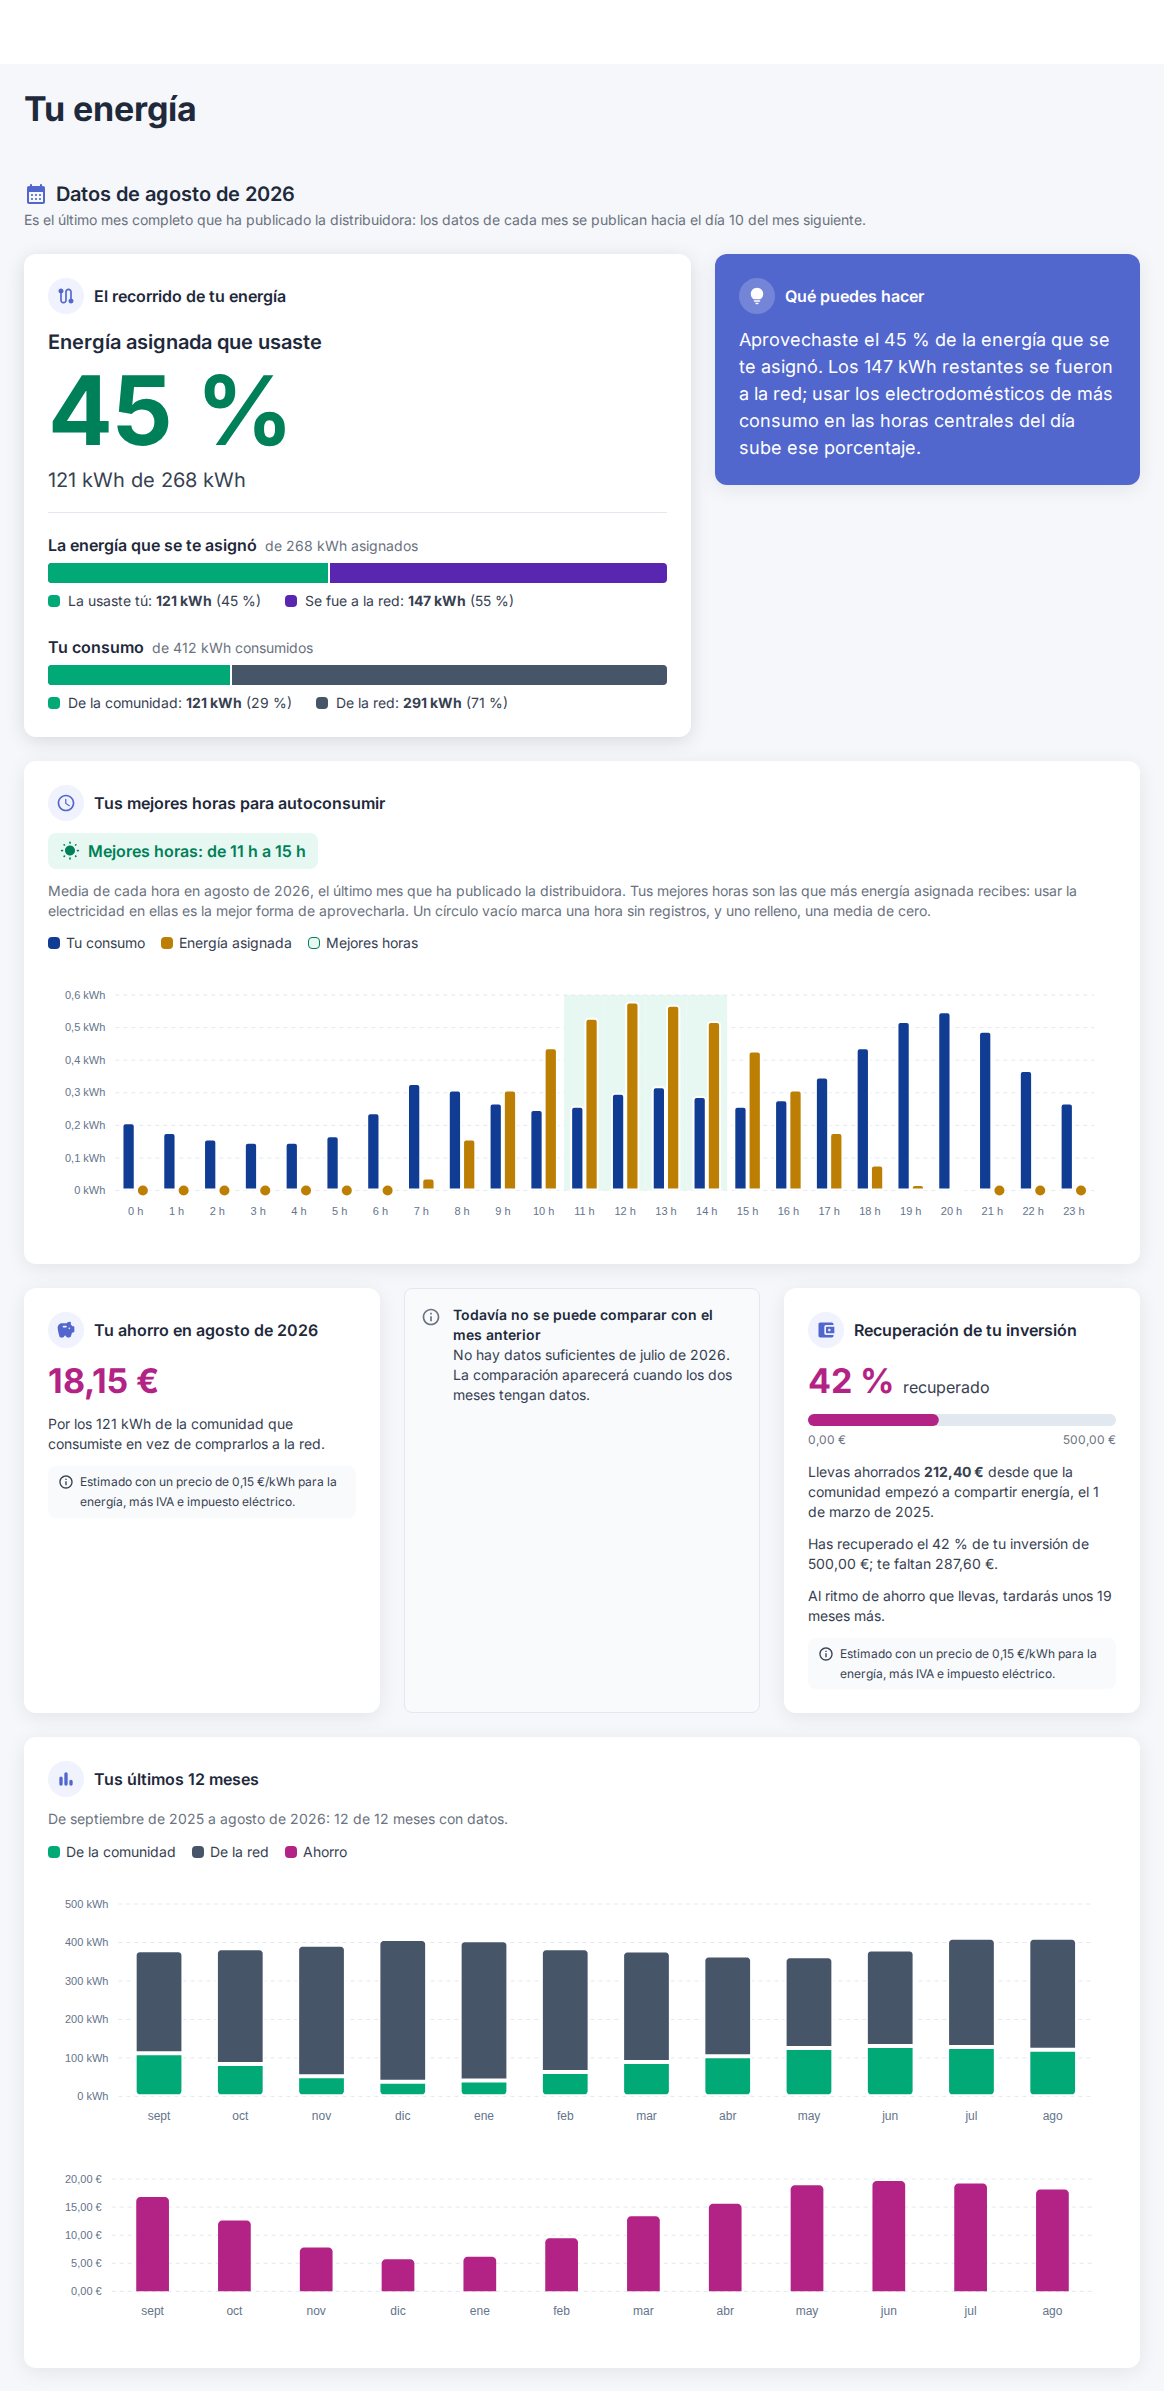 Tu energía
Datos de agosto de 2026
Es el último mes completo que ha publicado la distribuidora: los datos de cada mes se publican hacia el día 10 del mes siguiente.
El recorrido de tu energía
Energía asignada que usaste
45 %
121 kWh de 268 kWh
La energía que se te asignó de 268 kWh asignados
La usaste tú: 121 kWh (45 %) Se fue a la red: 147 kWh (55 %)
Tu consumo de 412 kWh consumidos
De la comunidad: 121 kWh (29 %) De la red: 291 kWh (71 %)
Qué puedes hacer
Aprovechaste el 45 % de la energía que se
te asignó. Los 147 kWh restantes se fueron
a la red; usar los electrodomésticos de más
consumo en las horas centrales del día
sube ese porcentaje.
Tus mejores horas para autoconsumir
Mejores horas: de 11 h a 15 h
Media de cada hora en agosto de 2026, el último mes que ha publicado la distribuidora. Tus mejores horas son las que más energía asignada recibes: usar la
electricidad en ellas es la mejor forma de aprovecharla. Un círculo vacío marca una hora sin registros, y uno relleno, una media de cero.
Tu consumo Energía asignada Mejores horas
0,6 kWh
0,5 kWh
0,4 kWh
0,3 kWh
0,2 kWh
0,1 kWh
0 kWh
0 h 1 h 2 h 3 h 4 h 5 h 6 h 7 h 8 h 9 h 10 h 11 h 12 h 13 h 14 h 15 h 16 h 17 h 18 h 19 h 20 h 21 h 22 h 23 h
Tu ahorro en agosto de 2026
18,15 €
Por los 121 kWh de la comunidad que
consumiste en vez de comprarlos a la red.
Estimado con un precio de 0,15 €/kWh para la
energía, más IVA e impuesto eléctrico.
Todavía no se puede comparar con el
mes anterior
No hay datos suficientes de julio de 2026.
La comparación aparecerá cuando los dos
meses tengan datos.
Recuperación de tu inversión
42 % recuperado
0,00 € 500,00 €
Llevas ahorrados 212,40 € desde que la
comunidad empezó a compartir energía, el 1
de marzo de 2025.
Has recuperado el 42 % de tu inversión de
500,00 €; te faltan 287,60 €.
Al ritmo de ahorro que llevas, tardarás unos 19
meses más.
Estimado con un precio de 0,15 €/kWh para la
energía, más IVA e impuesto eléctrico.
Tus últimos 12 meses
De septiembre de 2025 a agosto de 2026: 12 de 12 meses con datos.
De la comunidad De la red Ahorro
500 kWh
400 kWh
300 kWh
200 kWh
100 kWh
0 kWh
sept oct nov dic ene feb mar abr may jun jul ago
20,00 €
15,00 €
10,00 €
5,00 €
0,00 €
sept oct nov dic ene feb mar abr may jun jul ago